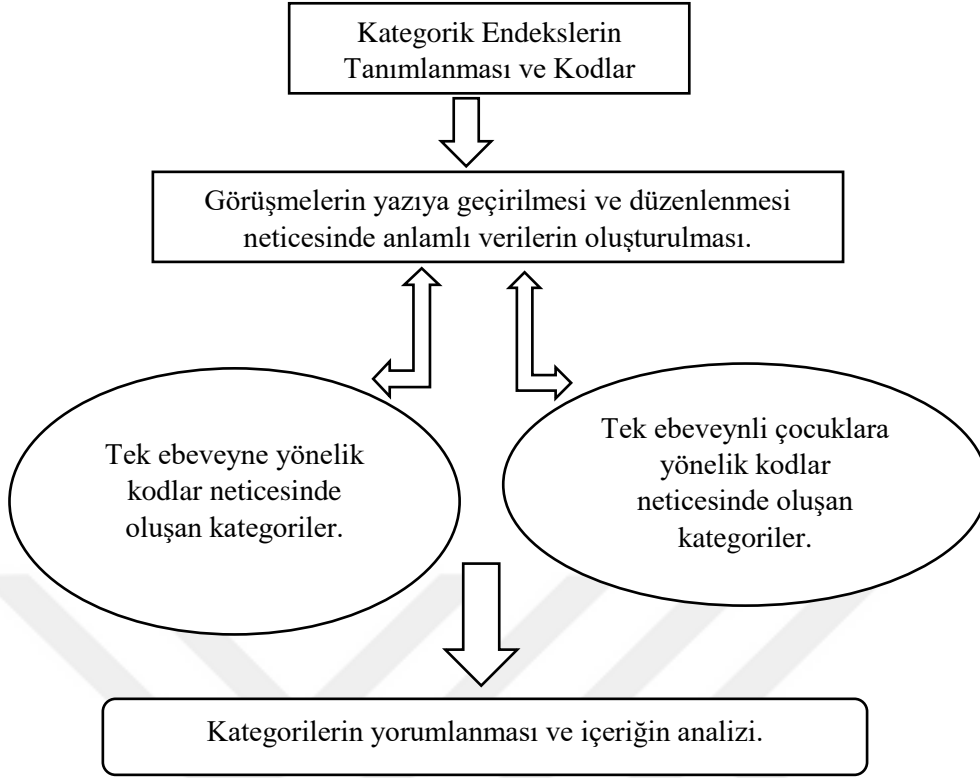 Kategorik Endekslerin
Tanımlanması ve Kodlar
Görüşmelerin yazıya geçirilmesi ve düzenlenmesi
neticesinde anlamlı verilerin oluşturulması.
Tek ebeveyne yönelik
kodlar neticesinde
oluşan kategoriler.
Tek ebeveynli çocuklara
yönelik kodlar
neticesinde oluşan
kategoriler.
Kategorilerin yorumlanması ve içeriğin analizi.